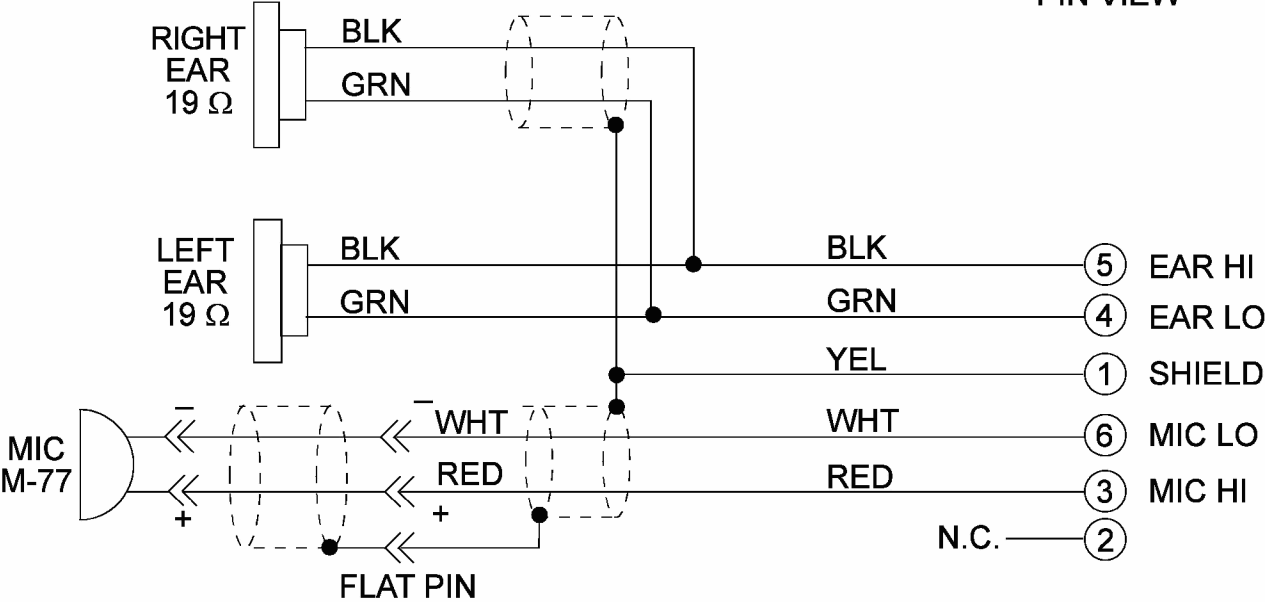 PIN VIEW
RIGHT
EAR
19 Ω
BLK
GRN
LEFT
EAR
19 Ω
BLK
GRN
BLK
GRN
YEL
5 EAR HI
4 EAR LO
1 SHIELD
MIC
M-77
−
+
−
WHT
RED
+
WHT
RED
6 MIC LO
3 MIC HI
N.C. 2
FLAT PIN